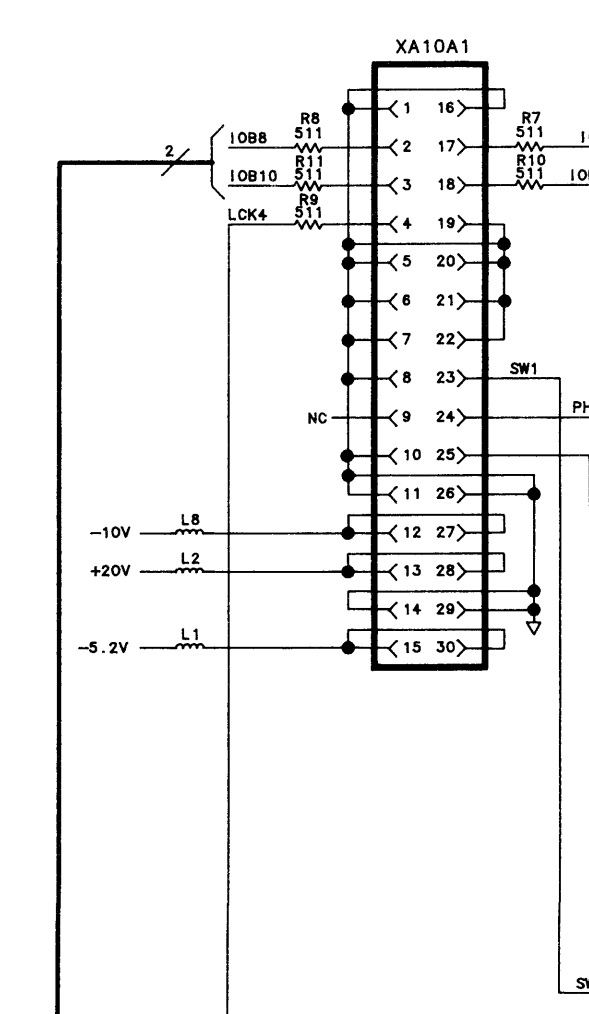 XA10A1
1 16
R8 R7
511 511
2 IOB8 2 17
R11 R10
511 511
IOB10 3 18
R9
LCK4 511 4 19
5 20
6 21
7 22
SW1
8 23
NC 9 24 PH
10 25
11 26
L8
-10V 12 27
L2
+20V 13 28
14 29
L1
-5.2V 15 30